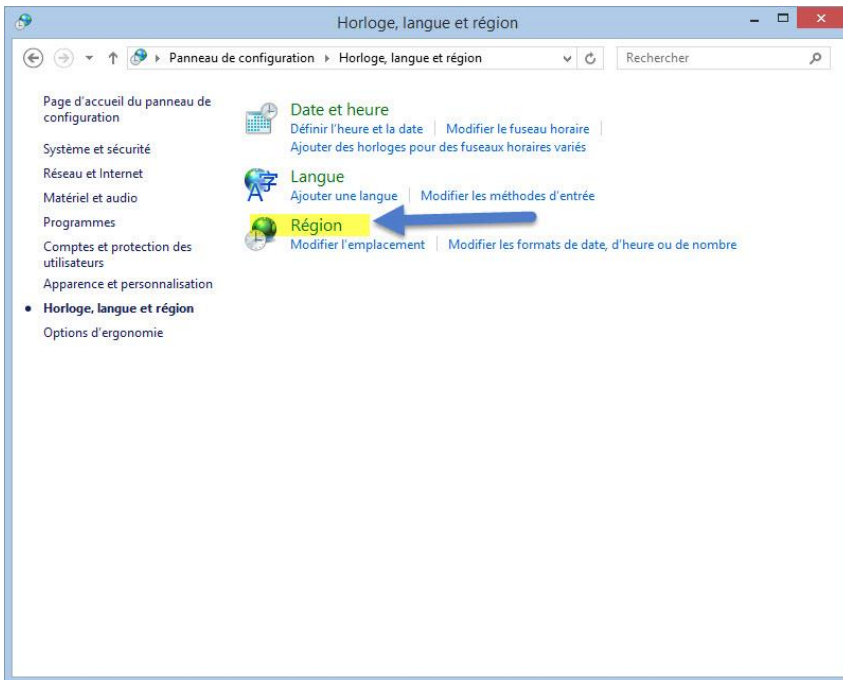 Horloge, langue et région
Panneau de configuration Horloge, langue et région Rechercher
Page d'accueil du panneau de
configuration
Système et sécurité
Réseau et Internet
Matériel et audio
Programmes
Comptes et protection des
utilisateurs
Apparence et personnalisation
Horloge, langue et région
Options d'ergonomie
Date et heure
Définir l'heure et la date Modifier le fuseau horaire
Ajouter des horloges pour des fuseaux horaires variés
Langue
Ajouter une langue Modifier les méthodes d'entrée
Région
Modifier l'emplacement Modifier les formats de date, d'heure ou de nombre